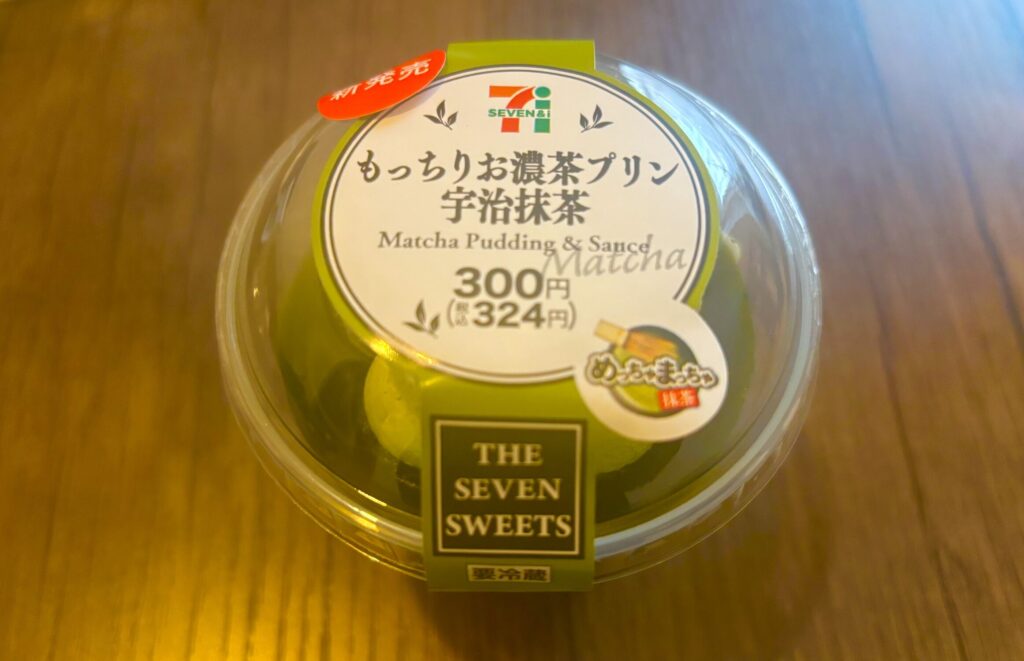 新発売
7i
SEVEN&i
もっちりお濃茶プリン
宇治抹茶
Matcha Pudding & Sauce
Matcha
300円
(税込324円)
めっちゃまっちゃ
抹茶
THE
SEVEN
SWEETS
要冷蔵